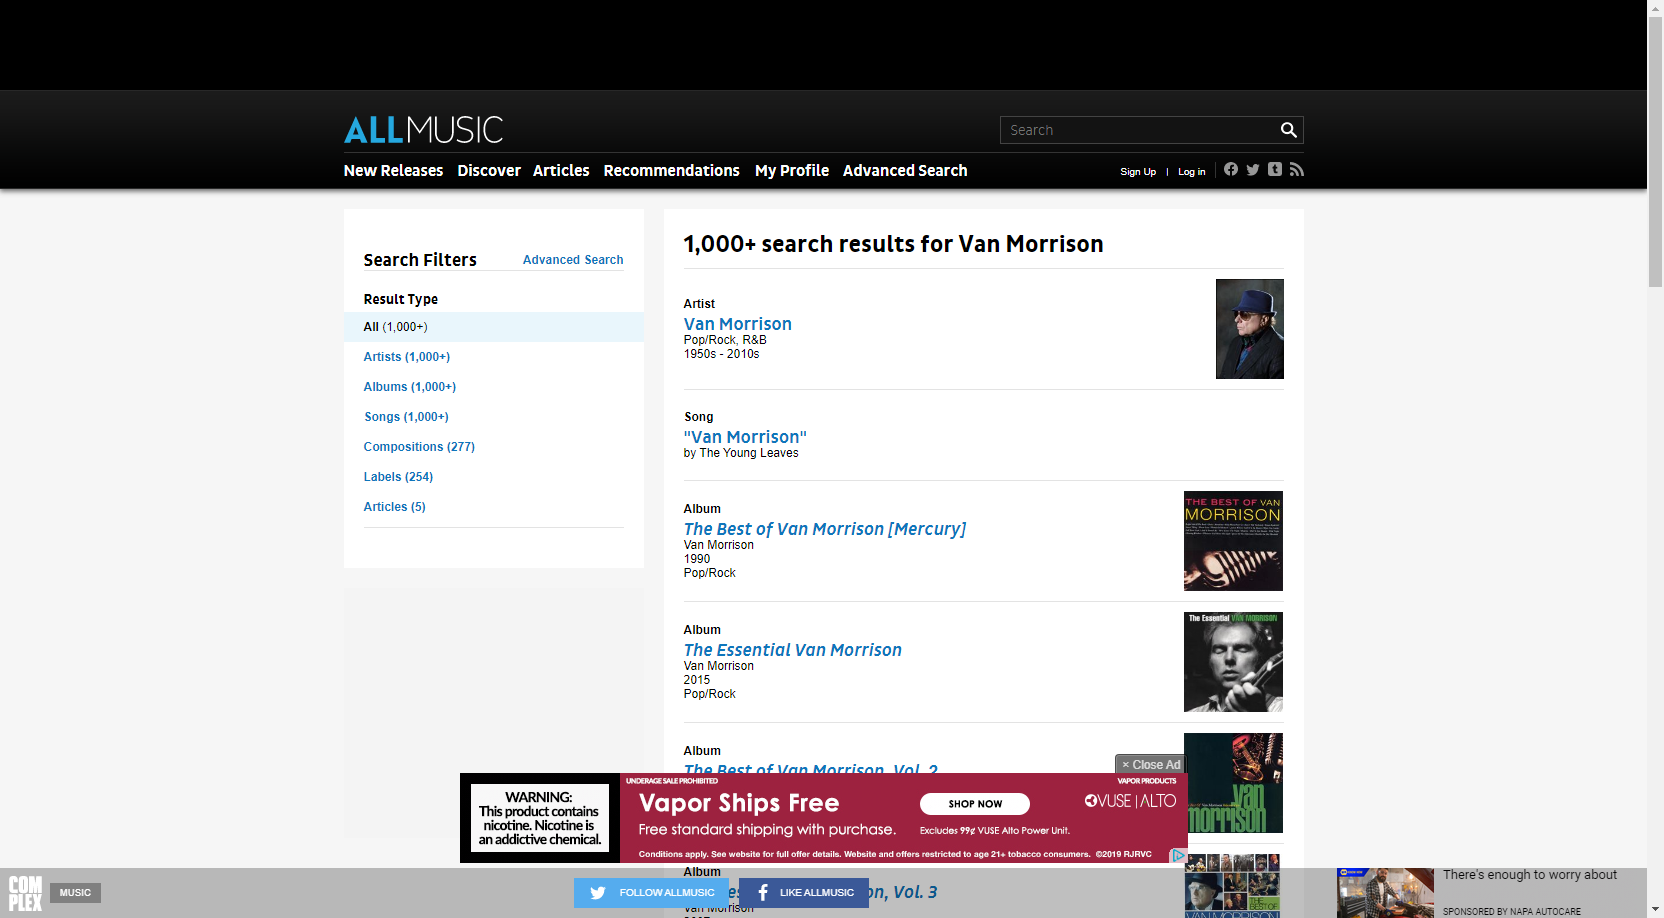 ALLMUSIC
Search
New Releases Discover Articles Recommendations My Profile Advanced Search
Sign Up | Log in
Search Filters
Advanced Search
Result Type
All (1,000+)
Artists (1,000+)
Albums (1,000+)
Songs (1,000+)
Compositions (277)
Labels (254)
Articles (5)
1,000+ search results for Van Morrison
Artist
Van Morrison
Pop/Rock, R&B
1950s - 2010s
Song
"Van Morrison"
by The Young Leaves
Album
The Best of Van Morrison [Mercury]
Van Morrison
1990
Pop/Rock
THE BEST OF VAN
MORRISON
Album
The Essential Van Morrison
Van Morrison
2015
Pop/Rock
The Essential VAN MORRISON
Album
The Best of Van Morrison, Vol. 2
van
morrison
× Close Ad
WARNING:
This product contains
nicotine. Nicotine is
an addictive chemical.
UNDERAGE SALE PROHIBITED
VAPOR PRODUCTS
Vapor Ships Free
Free standard shipping with purchase.
SHOP NOW
Excludes 99¢ VUSE Alto Power Unit.
VUSE | ALTO
Conditions apply. See website for full offer details. Website and offers restricted to age 21+ tobacco consumers. ©2019 RJRVC
Album
on, Vol. 3
Van Morrison
THE BEST OF
VAN MORRISON
COMPLEX
MUSIC
FOLLOW ALLMUSIC
LIKE ALLMUSIC
There's enough to worry about
SPONSORED BY NAPA AUTOCARE